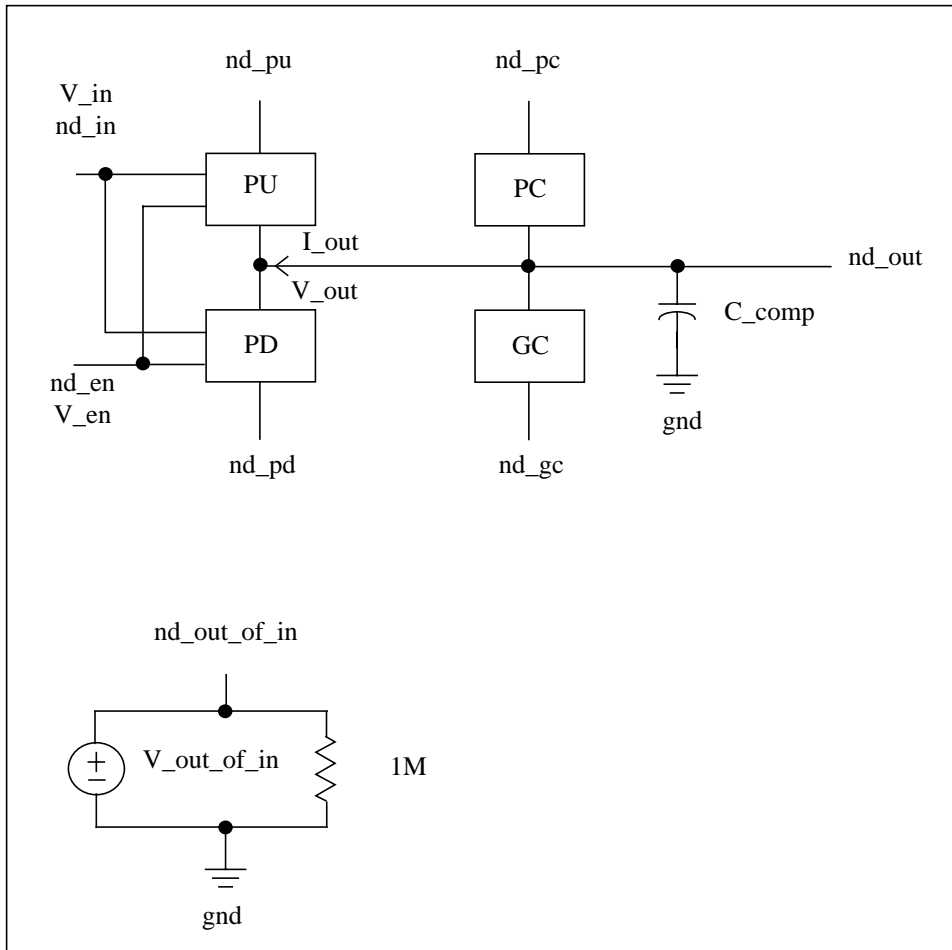 nd_pu
nd_pc
V_in
nd_in
PU
PC
I_out
nd_out
V_out
C_comp
PD
GC
nd_en
V_en
gnd
nd_pd
nd_gc
nd_out_of_in
V_out_of_in
1M
gnd